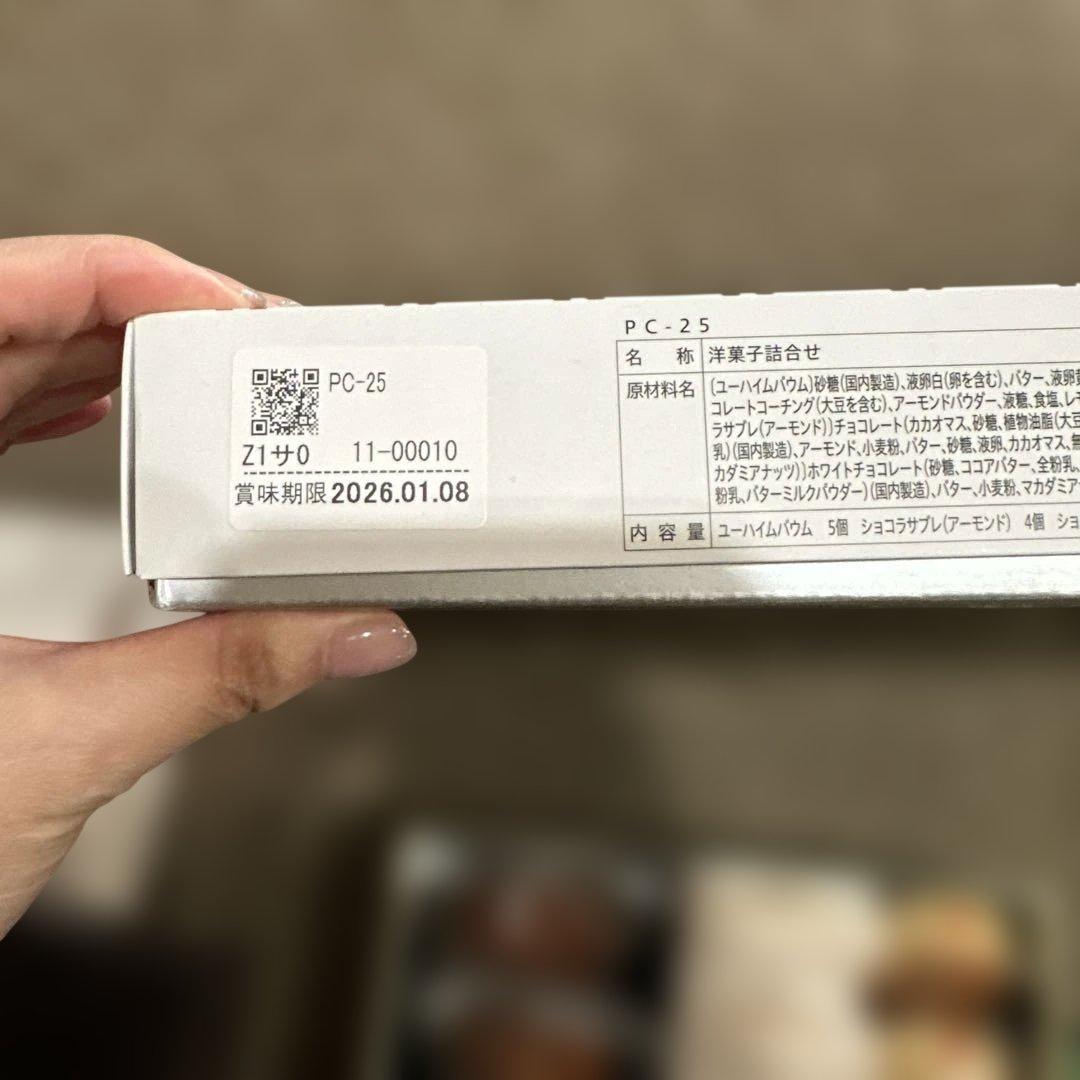 PC-25
Z1サ0 11-00010
賞味期限 2026.01.08
PC-25
名 称 洋菓子詰合せ
原材料名 (ユーハイムバウム)砂糖(国内製造)、液卵白(卵を含む)、バター、液卵
コレートコーチング(大豆を含む)、アーモンドパウダー、液糖、食塩、レモ
ラサブレ(アーモンド))チョコレート(カカオマス、砂糖、植物油脂(大豆
乳)(国内製造)、アーモンド、小麦粉、バター、砂糖、液卵、カカオマス、無
カダミアナッツ))ホワイトチョコレート(砂糖、ココアバター、全粉乳、
粉乳、バターミルクパウダー)(国内製造)、バター、小麦粉、マカダミア
内容量 ユーハイムバウム 5個 ショコラサブレ(アーモンド) 4個 ショ